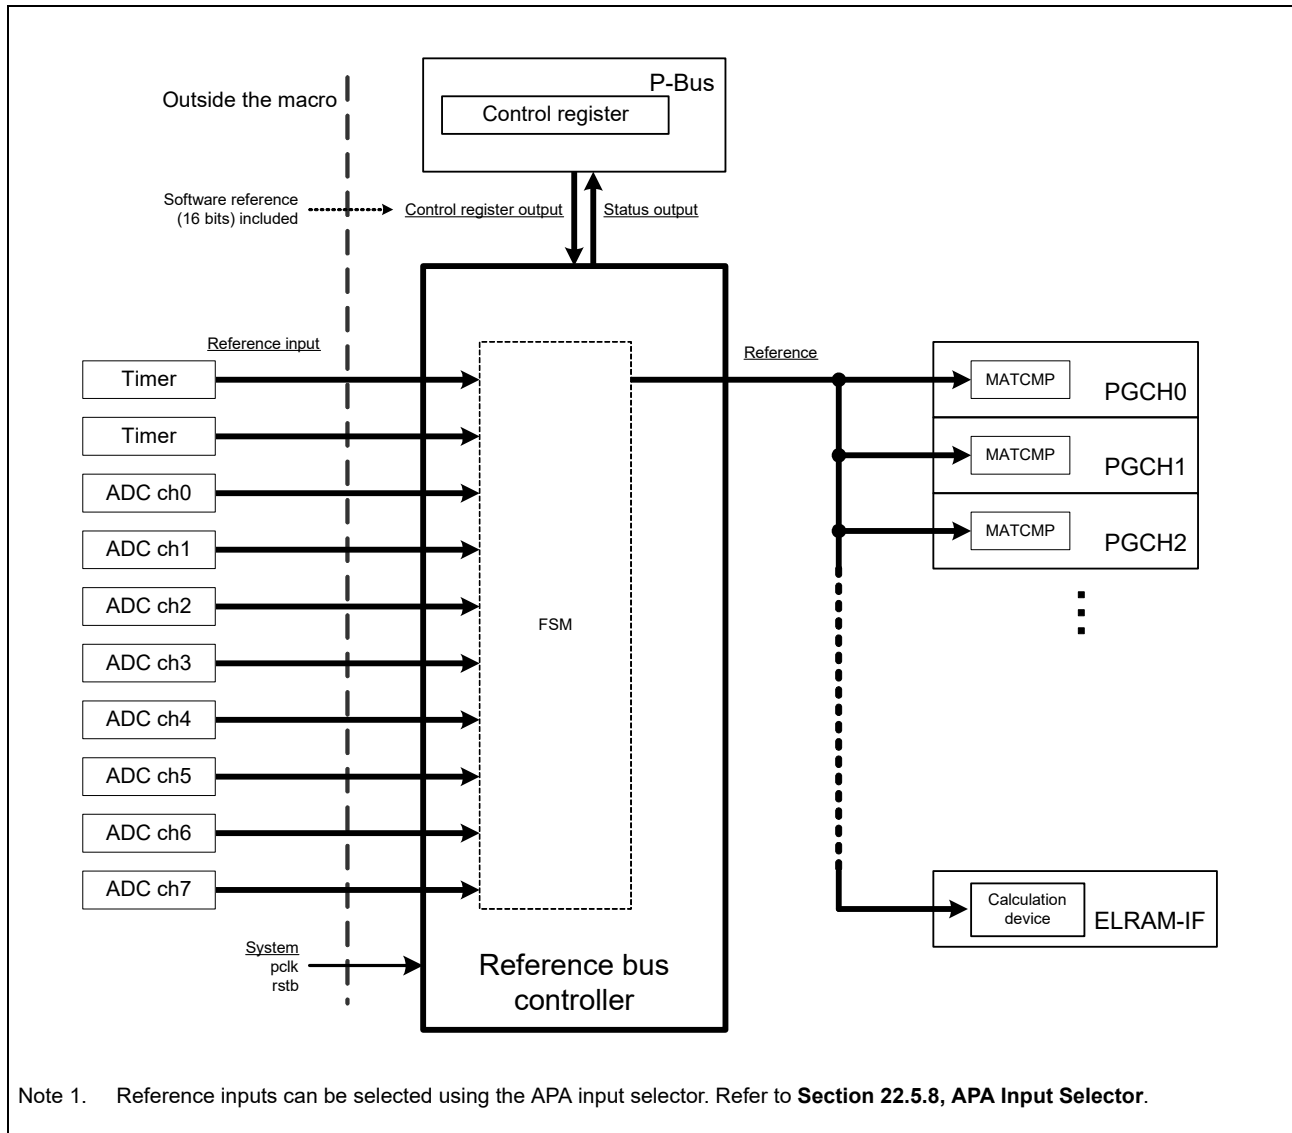 P-Bus
Control register
Outside the macro
Software reference
(16 bits) included
Control register output
Status output
Reference input
Reference
Timer
MATCMP
PGCH0
Timer
MATCMP
PGCH1
ADC ch0
MATCMP
PGCH2
ADC ch1
ADC ch2
FSM
ADC ch3
ADC ch4
ADC ch5
ADC ch6
ADC ch7
Calculation
device
ELRAM-IF
System
pclk
rstb
Reference bus
controller
Note 1. Reference inputs can be selected using the APA input selector. Refer to Section 22.5.8, APA Input Selector.